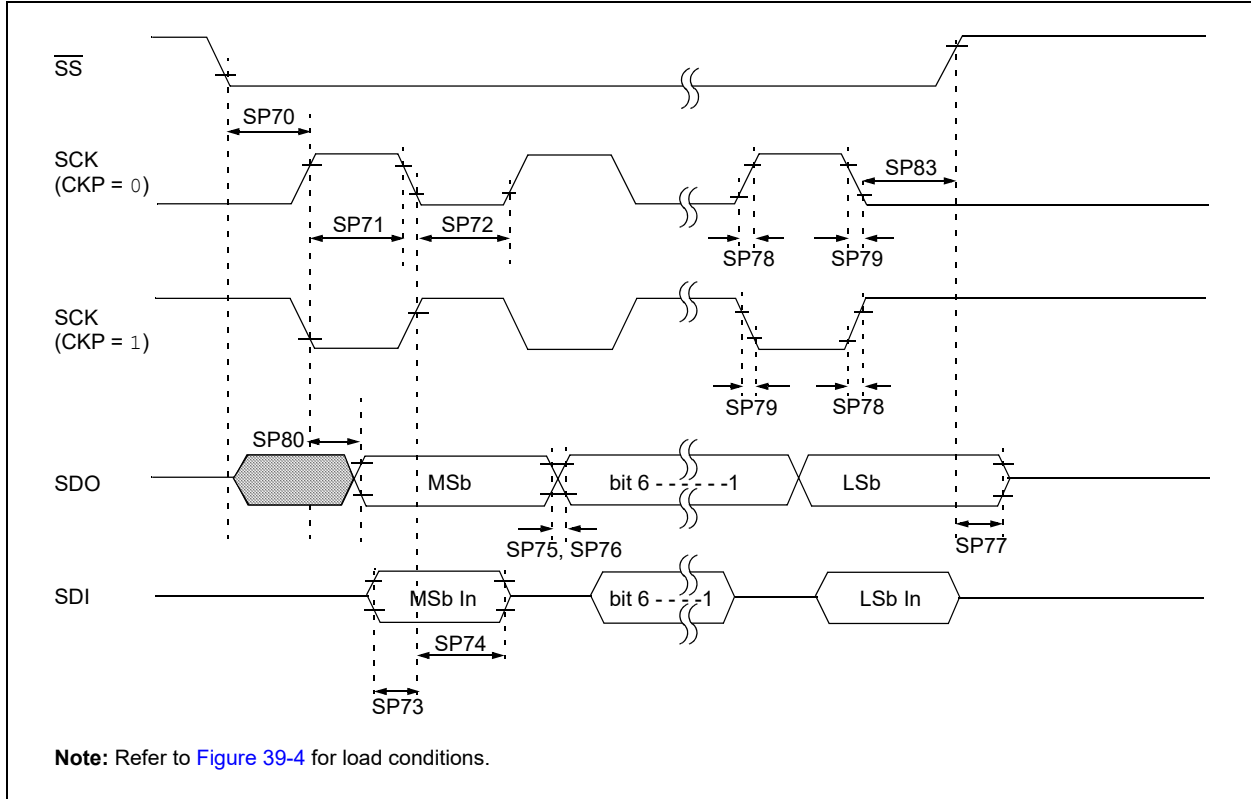 SS
SP70
SCK
(CKP = 0)
SP83
SP71
SP72
SP78
SP79
SCK
(CKP = 1)
SP79
SP78
SP80
SDO
MSb
bit 6 - - - - - -1
LSb
SP75, SP76
SP77
SDI
MSb In
bit 6 - - - -1
LSb In
SP74
SP73
Note: Refer to Figure 39-4 for load conditions.